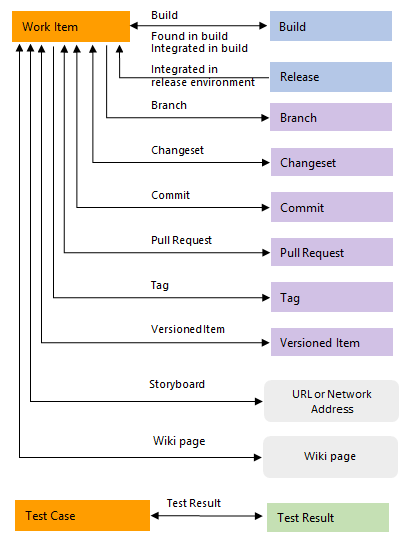 Work Item
Build
Found in build
Integrated in build
Build
Integrated in
release environment
Release
Branch
Branch
Changeset
Changeset
Commit
Commit
Pull Request
Pull Request
Tag
Tag
Versioned Item
Versioned Item
Storyboard
URL or Network
Address
Wiki page
Wiki page
Test Case
Test Result
Test Result